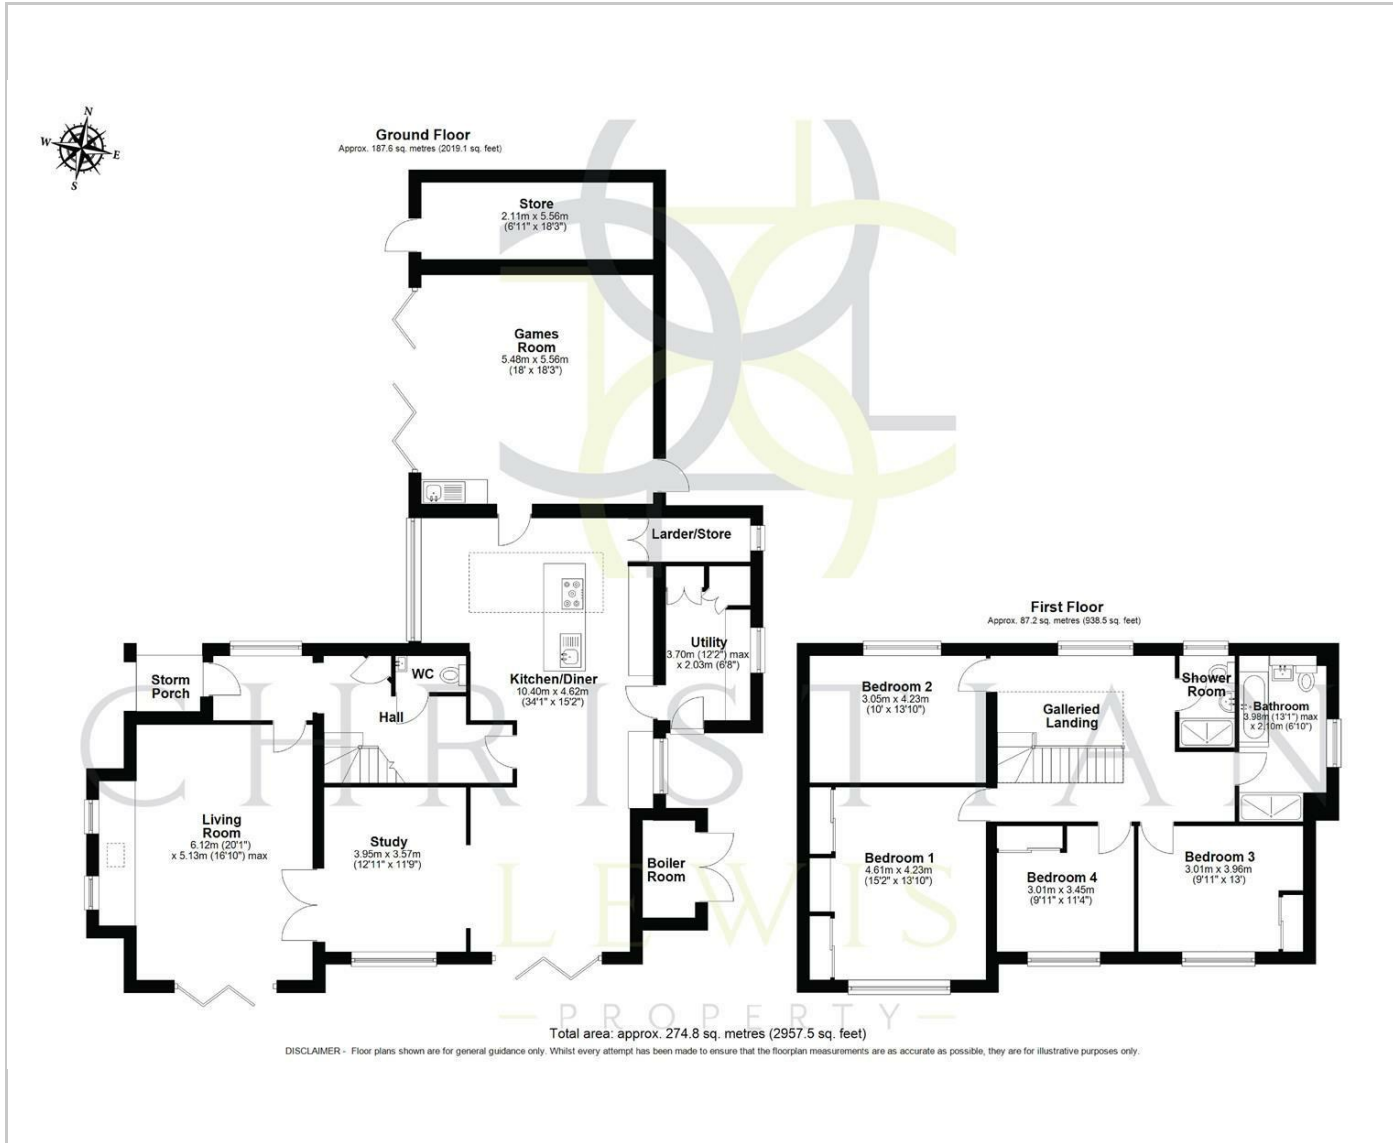 N
W
E
S
Ground Floor
Approx. 187.6 sq. metres (2019.1 sq. feet)
Store
2.11m x 5.56m
(6'11" x 18'3")
Games
Room
5.48m x 5.56m
(18' x 18'3")
Larder/Store
Utility
3.70m (12'2") max
x 2.03m (6'8")
Storm
Porch
WC
Kitchen/Diner
10.40m x 4.62m
(34'1" x 15'2")
Hall
Living
Room
6.12m (20'1")
x 5.13m (16'10") max
Study
3.95m x 3.57m
(12'11" x 11'9")
Boiler
Room
First Floor
Approx. 87.2 sq. metres (938.5 sq. feet)
Bedroom 2
3.05m x 4.23m
(10' x 13'10")
Galleried
Landing
Shower
Room
Bathroom
3.98m (13'1") max
x 2.10m (6'10")
Bedroom 1
4.61m x 4.23m
(15'2" x 13'10")
Bedroom 4
3.01m x 3.45m
(9'11" x 11'4")
Bedroom 3
3.01m x 3.96m
(9'11" x 13')
CHRISTIAN
LEWIS
PROPERTY
Total area: approx. 274.8 sq. metres (2957.5 sq. feet)
DISCLAIMER - Floor plans shown are for general guidance only. Whilst every attempt has been made to ensure that the floorplan measurements are as accurate as possible, they are for illustrative purposes only.